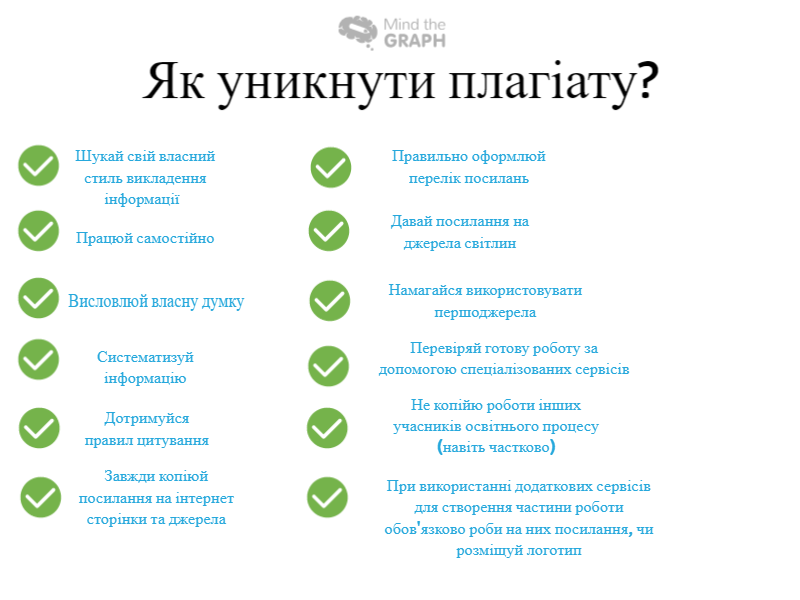 Mind the
GRAPH
Як уникнути плагіату?
Шукай свій власний
стиль викладення
інформації
Працюй самостійно
Висловлюй власну думку
Систематизуй
інформацію
Дотримуйся
правил цитування
Завжди копіюй
посилання на інтернет
сторінки та джерела
Правильно оформлюй
перелік посилань
Давай посилання на
джерела світлин
Намагайся використовувати
першоджерела
Перевіряй готову роботу за
допомогою спеціалізованих сервісів
Не копійю роботи інших
учасників освітнього процесу
(навіть частково)
При використанні додаткових сервісів
для створення частини роботи
обов'язково роби на них посилання, чи
розміщуй логотип